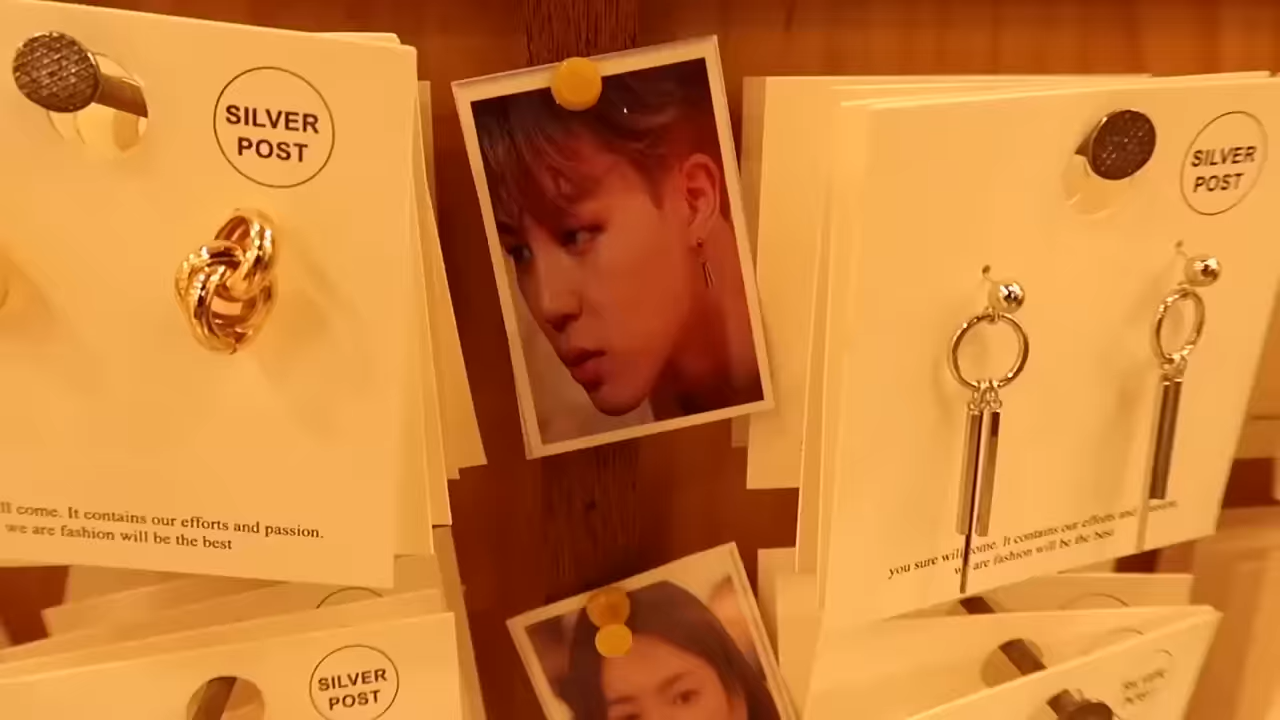 SILVER
POST
ll come. It contains our efforts and passion.
we are fashion will be the best
SILVER
POST
you sure will come. It contains our efforts and passion.
we are fashion will be the best
SILVER
POST